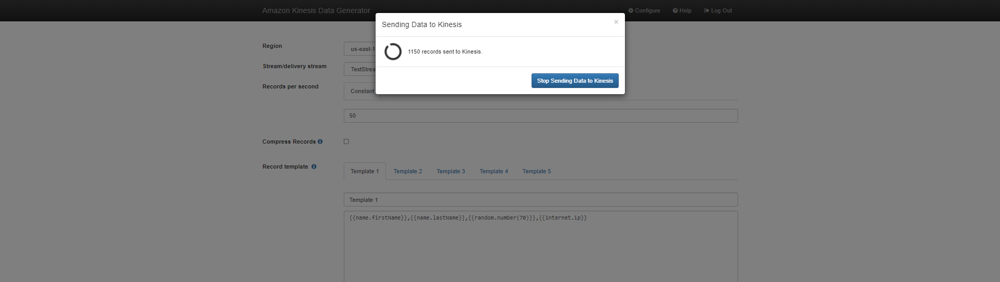 Amazon Kinesis Data Generator
Configure
Help
Log Out
Sending Data to Kinesis
×
1150 records sent to Kinesis.
Stop Sending Data to Kinesis
Region
us-east-1
Stream/delivery stream
TestStrea
Records per second
Constant
50
Compress Records
Record template
Template 1 Template 2 Template 3 Template 4 Template 5
Template 1
{{name.firstName}},{{name.lastName}},{{random.number(70)}},{{internet.ip}}